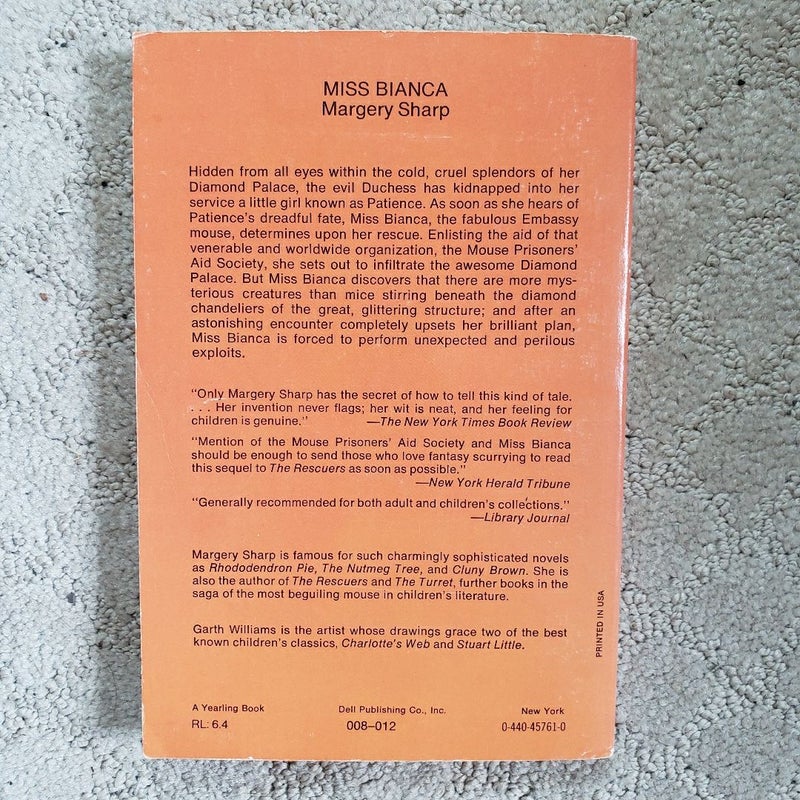 MISS BIANCA
Margery Sharp
Hidden from all eyes within the cold, cruel splendors of her
Diamond Palace, the evil Duchess has kidnapped into her
service a little girl known as Patience. As soon as she hears of
Patience's dreadful fate, Miss Bianca, the fabulous Embassy
mouse, determines upon her rescue. Enlisting the aid of that
venerable and worldwide organization, the Mouse Prisoners'
Aid Society, she sets out to infiltrate the awesome Diamond
Palace. But Miss Bianca discovers that there are more mys-
terious creatures than mice stirring beneath the diamond
chandeliers of the great, glittering structure; and after an
astonishing encounter completely upsets her brilliant plan,
Miss Bianca is forced to perform unexpected and perilous
exploits.
"Only Margery Sharp has the secret of how to tell this kind of tale.
. . . Her invention never flags; her wit is neat, and her feeling for
children is genuine." —The New York Times Book Review
"Mention of the Mouse Prisoners' Aid Society and Miss Bianca
should be enough to send those who love fantasy scurrying to read
this sequel to The Rescuers as soon as possible."
—New York Herald Tribune
"Generally recommended for both adult and children's collections."
—Library Journal
Margery Sharp is famous for such charmingly sophisticated novels
as Rhododendron Pie, The Nutmeg Tree, and Cluny Brown. She is
also the author of The Rescuers and The Turret, further books in the
saga of the most beguiling mouse in children's literature.
Garth Williams is the artist whose drawings grace two of the best
known children's classics, Charlotte's Web and Stuart Little.
PRINTED IN USA
A Yearling Book Dell Publishing Co., Inc. New York
RL: 6.4 008–012 0-440-45761-0